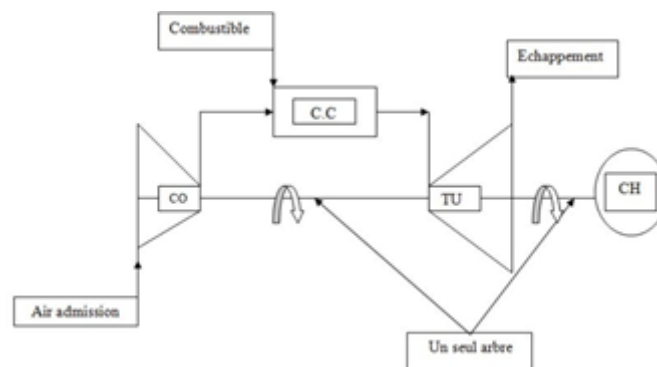 Combustible
Echappement
C.C
CO
TU
CH
Air admission
Un seul arbre